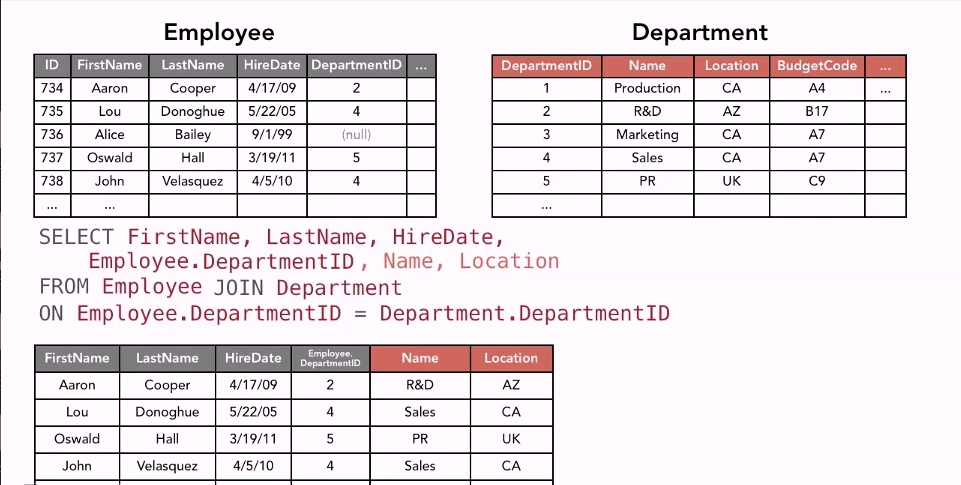 Employee
ID FirstName LastName HireDate DepartmentID ...
734 Aaron Cooper 4/17/09 2
735 Lou Donoghue 5/22/05 4
736 Alice Bailey 9/1/99 (null)
737 Oswald Hall 3/19/11 5
738 John Velasquez 4/5/10 4
... ...
Department
DepartmentID Name Location BudgetCode ...
1 Production CA A4 ...
2 R&D AZ B17
3 Marketing CA A7
4 Sales CA A7
5 PR UK C9
...
SELECT FirstName, LastName, HireDate,
Employee.DepartmentID, Name, Location
FROM Employee JOIN Department
ON Employee.DepartmentID = Department.DepartmentID
FirstName LastName HireDate Employee.DepartmentID Name Location
Aaron Cooper 4/17/09 2 R&D AZ
Lou Donoghue 5/22/05 4 Sales CA
Oswald Hall 3/19/11 5 PR UK
John Velasquez 4/5/10 4 Sales CA